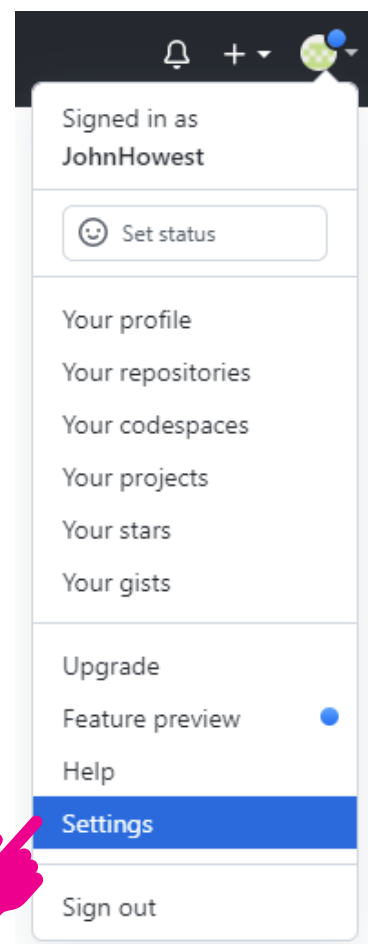 Signed in as
JohnHowest
Set status
Your profile
Your repositories
Your codespaces
Your projects
Your stars
Your gists
Upgrade
Feature preview
Help
Settings
Sign out